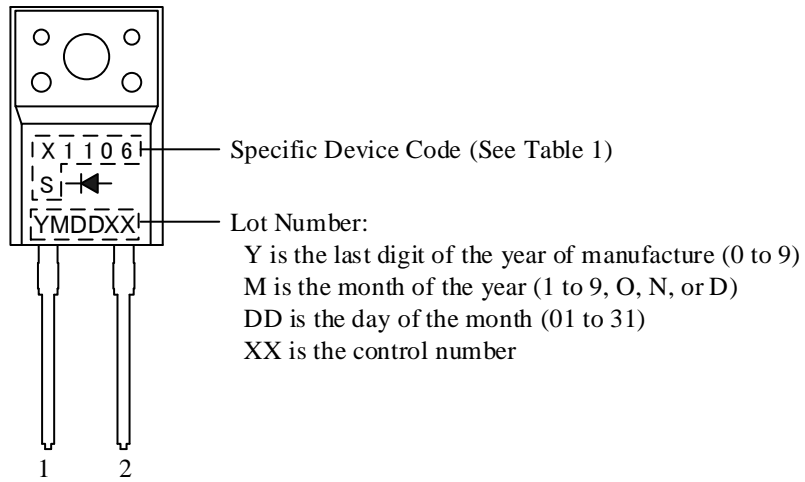 X1106
Specific Device Code (See Table 1)
S
YMDDXX
Lot Number:
Y is the last digit of the year of manufacture (0 to 9)
M is the month of the year (1 to 9, O, N, or D)
DD is the day of the month (01 to 31)
XX is the control number
1 2